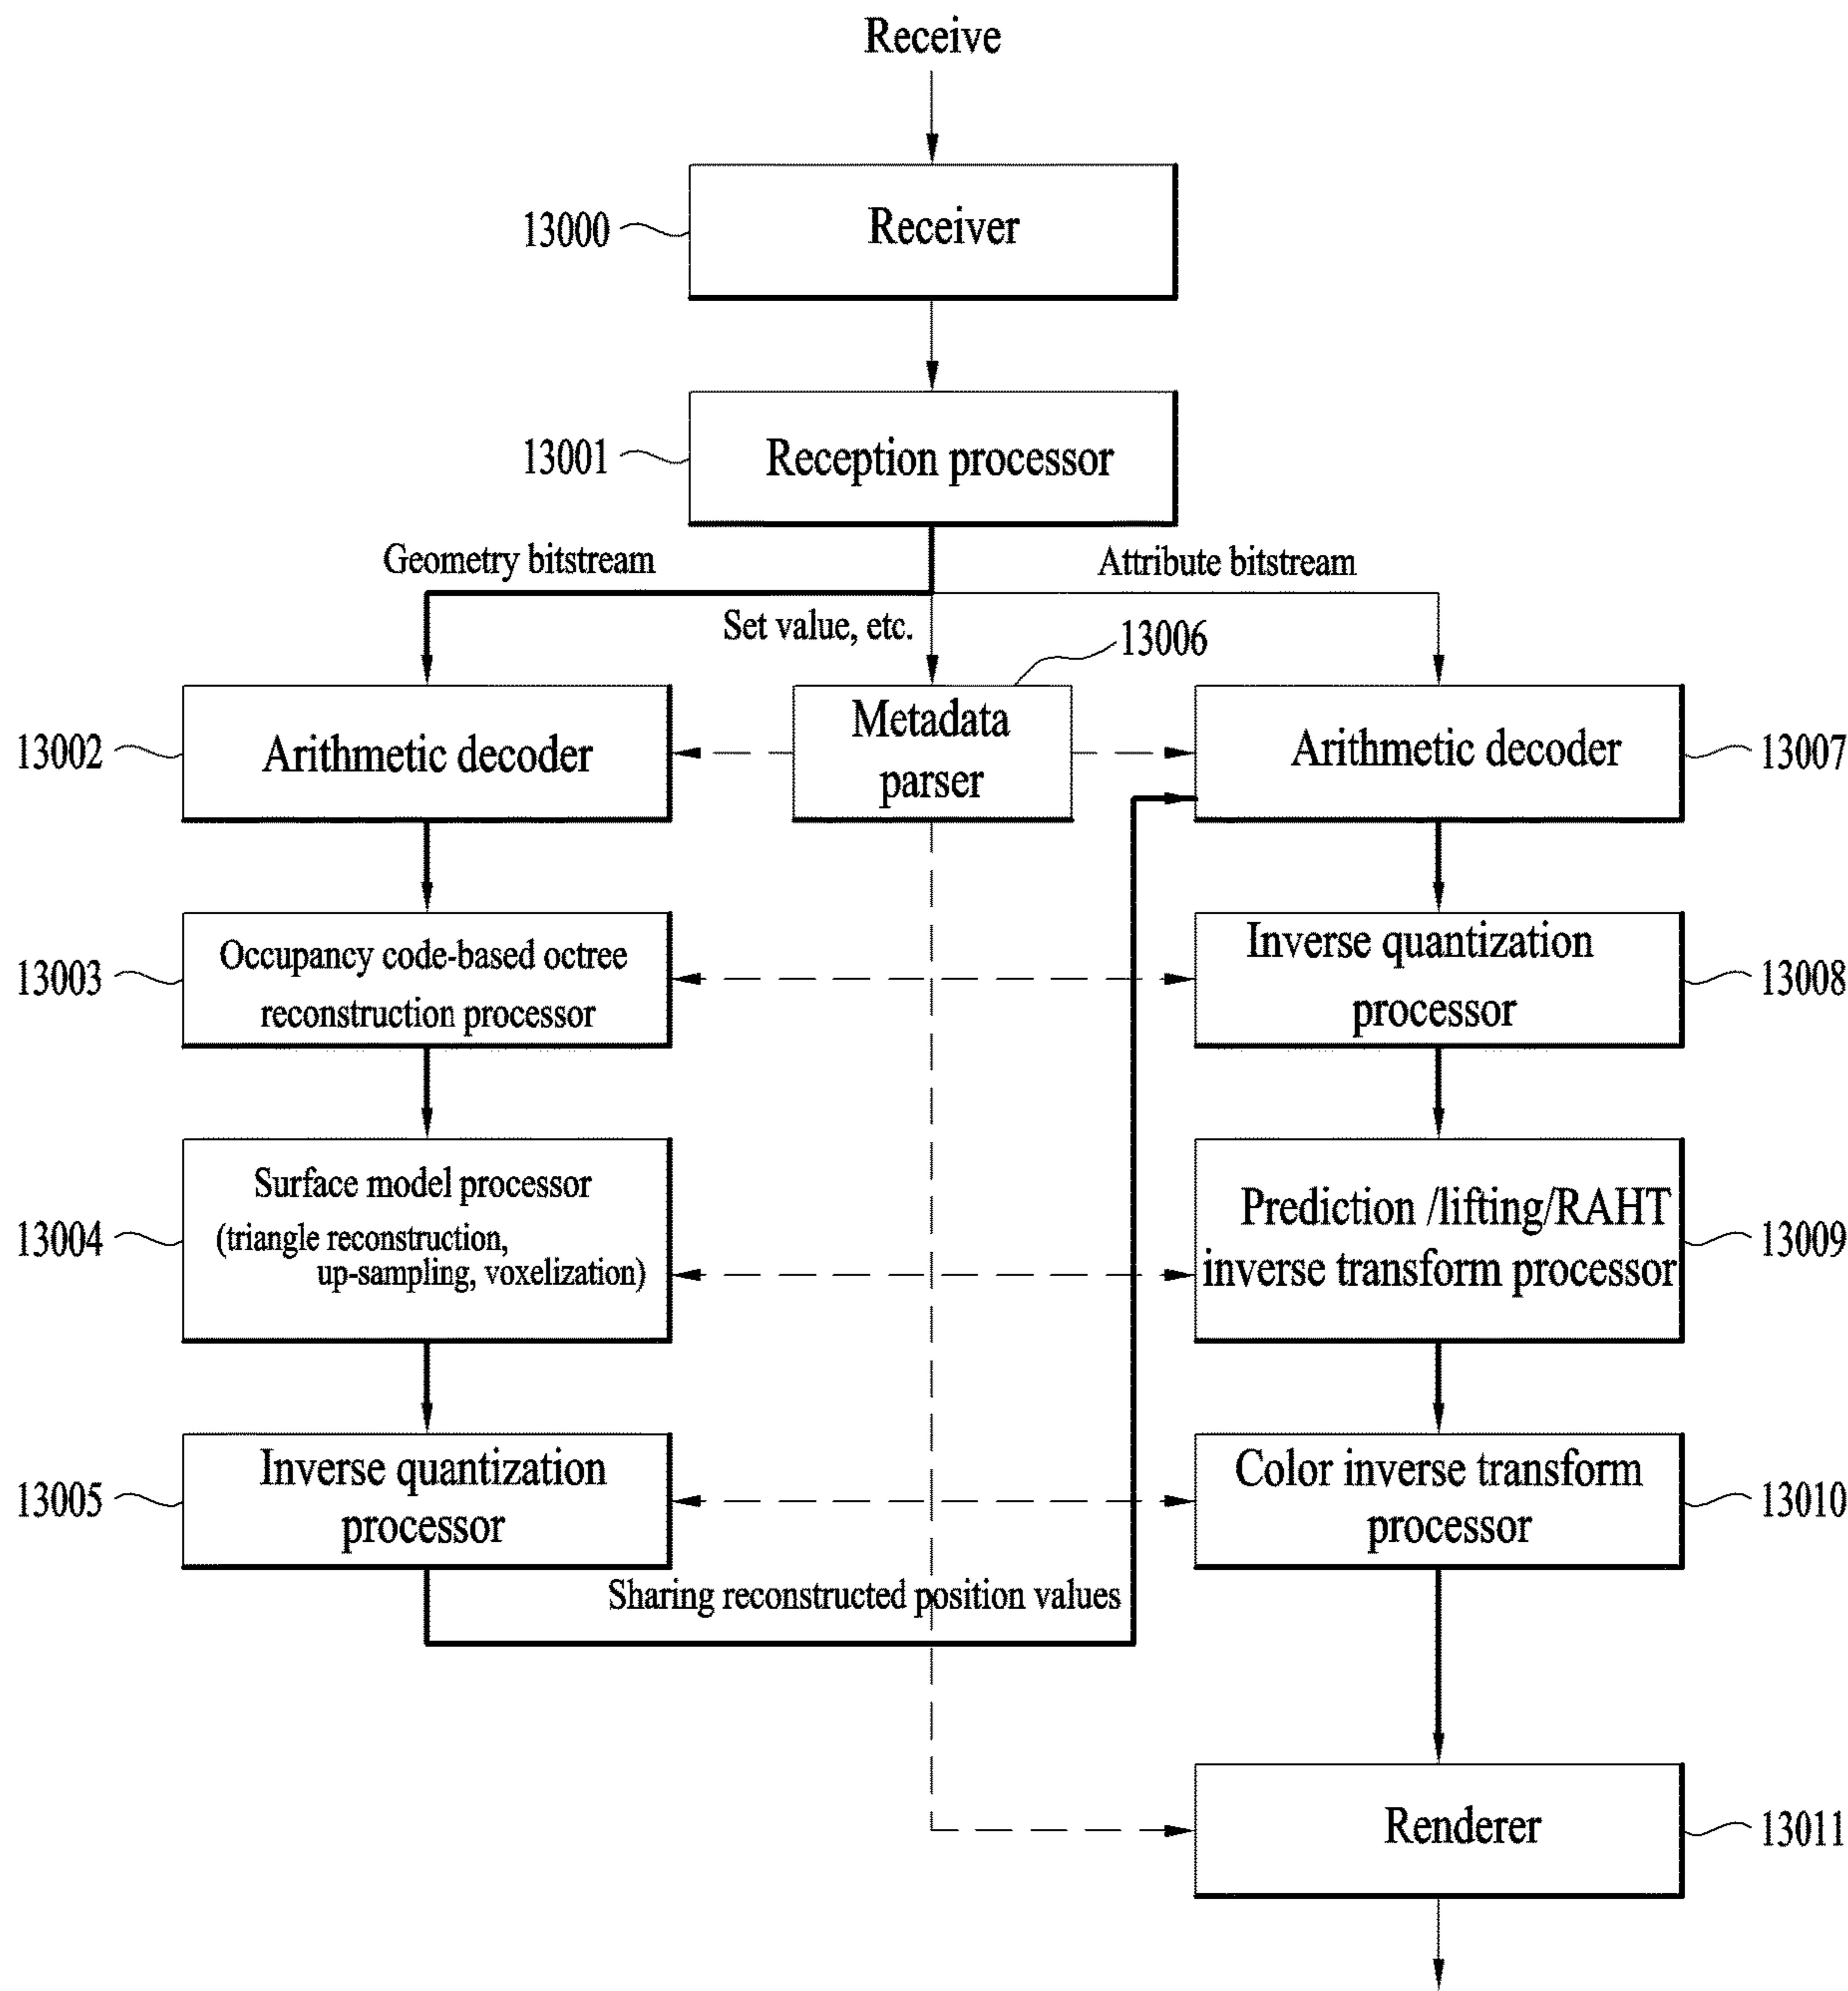 Receive
13000
Receiver
13001
Reception processor
Geometry bitstream
Attribute bitstream
Set value, etc.
13006
13002
Arithmetic decoder
Metadata
parser
Arithmetic decoder
13007
13003
Occupancy code-based octree
reconstruction processor
Inverse quantization
processor
13008
13004
Surface model processor
(triangle reconstruction,
up-sampling, voxelization)
Prediction /lifting/RAHT
inverse transform processor
13009
13005
Inverse quantization
processor
Color inverse transform
processor
13010
Sharing reconstructed position values
Renderer
13011